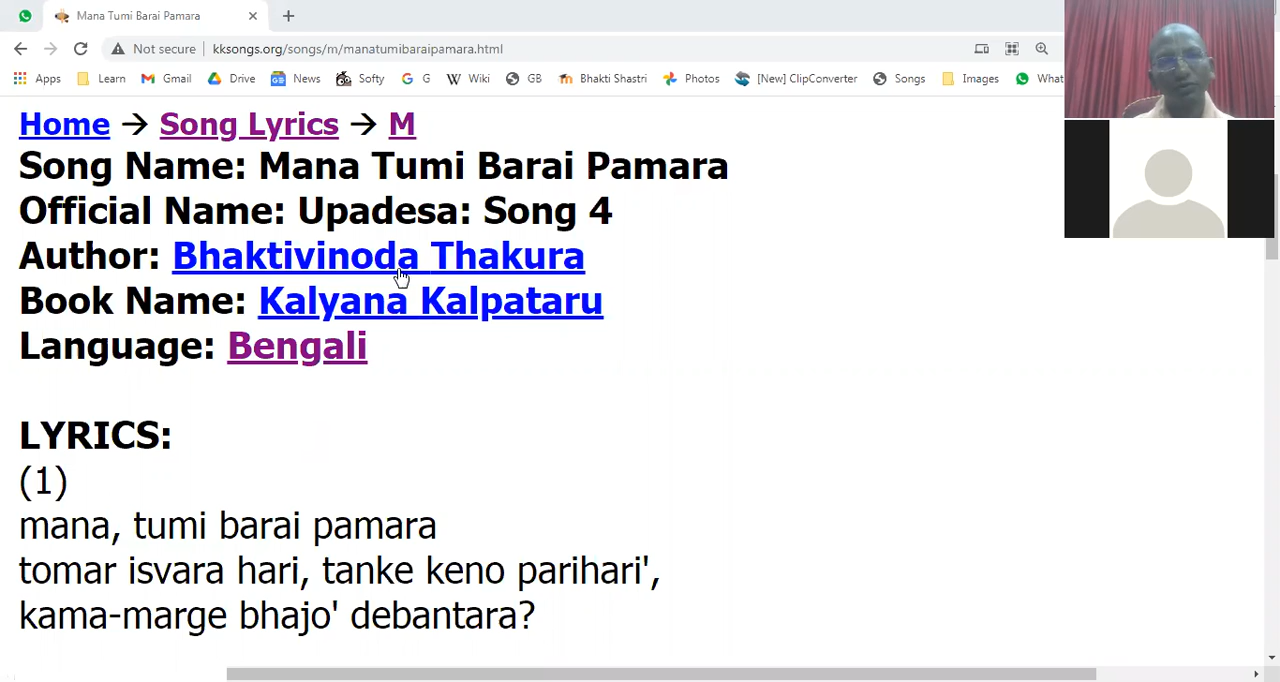 Mana Tumi Barai Pamara
Not secure | kksongs.org/songs/m/manatumibaraipamara.html
Apps Learn Gmail Drive News Softy G Wiki GB Bhakti Shastri Photos [New] ClipConverter Songs Images What
Home → Song Lyrics → M
Song Name: Mana Tumi Barai Pamara
Official Name: Upadesa: Song 4
Author: Bhaktivinoda Thakura
Book Name: Kalyana Kalpataru
Language: Bengali
LYRICS:
(1)
mana, tumi barai pamara
tomar isvara hari, tanke keno parihari',
kama-marge bhajo' debantara?